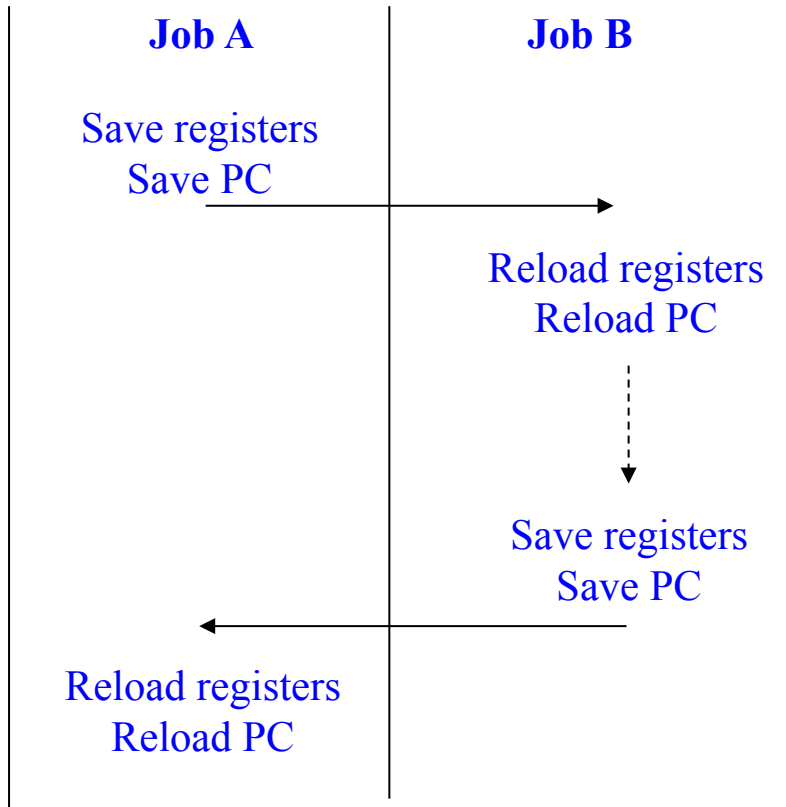 Job A
Job B
Save registers
Save PC
Reload registers
Reload PC
Save registers
Save PC
Reload registers
Reload PC